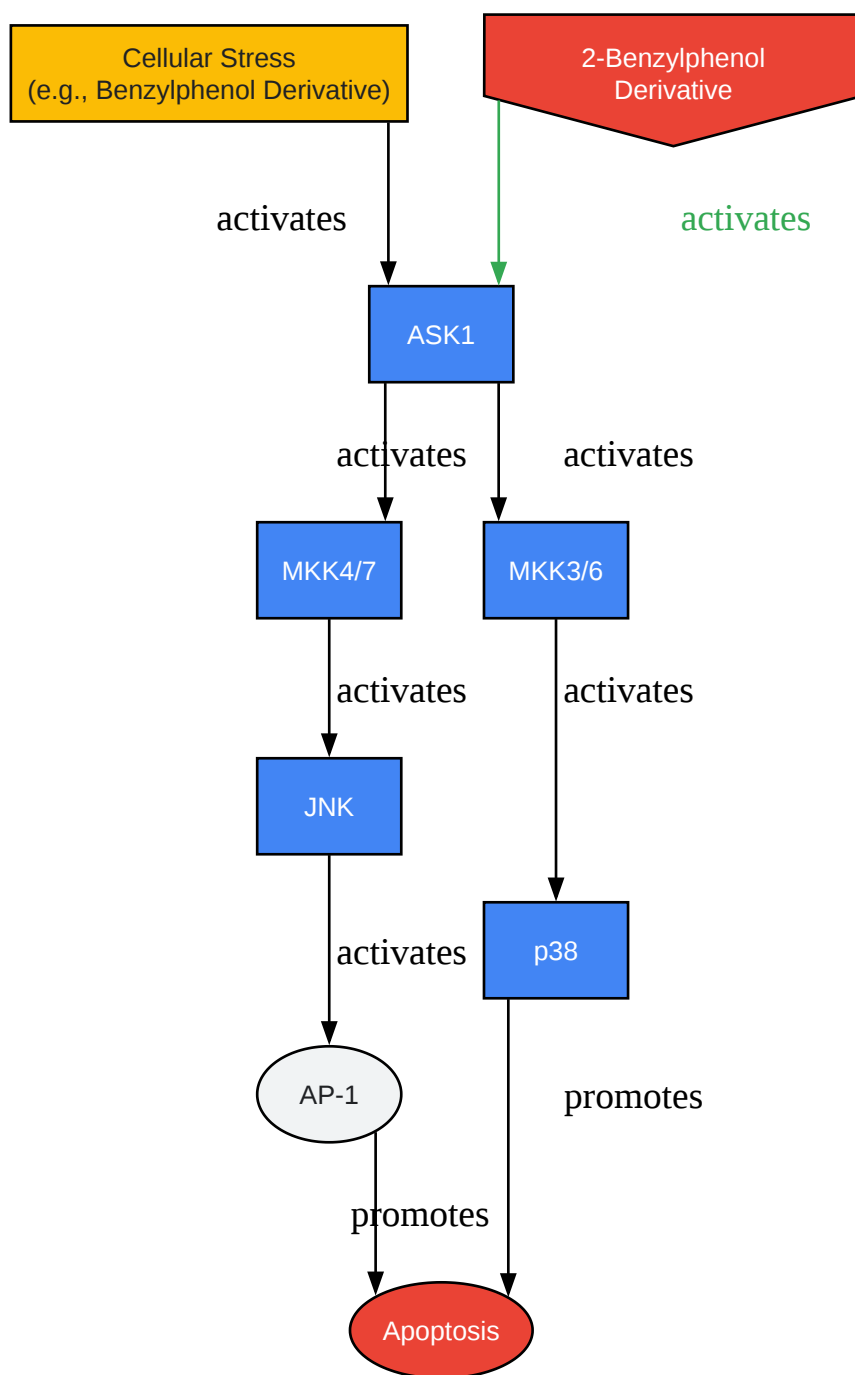 Cellular Stress
(e.g., Benzylphenol Derivative)
2-Benzylphenol
Derivative
activates
activates
ASK1
activates
activates
MKK4/7
MKK3/6
activates
activates
JNK
activates
p38
AP-1
promotes
promotes
Apoptosis